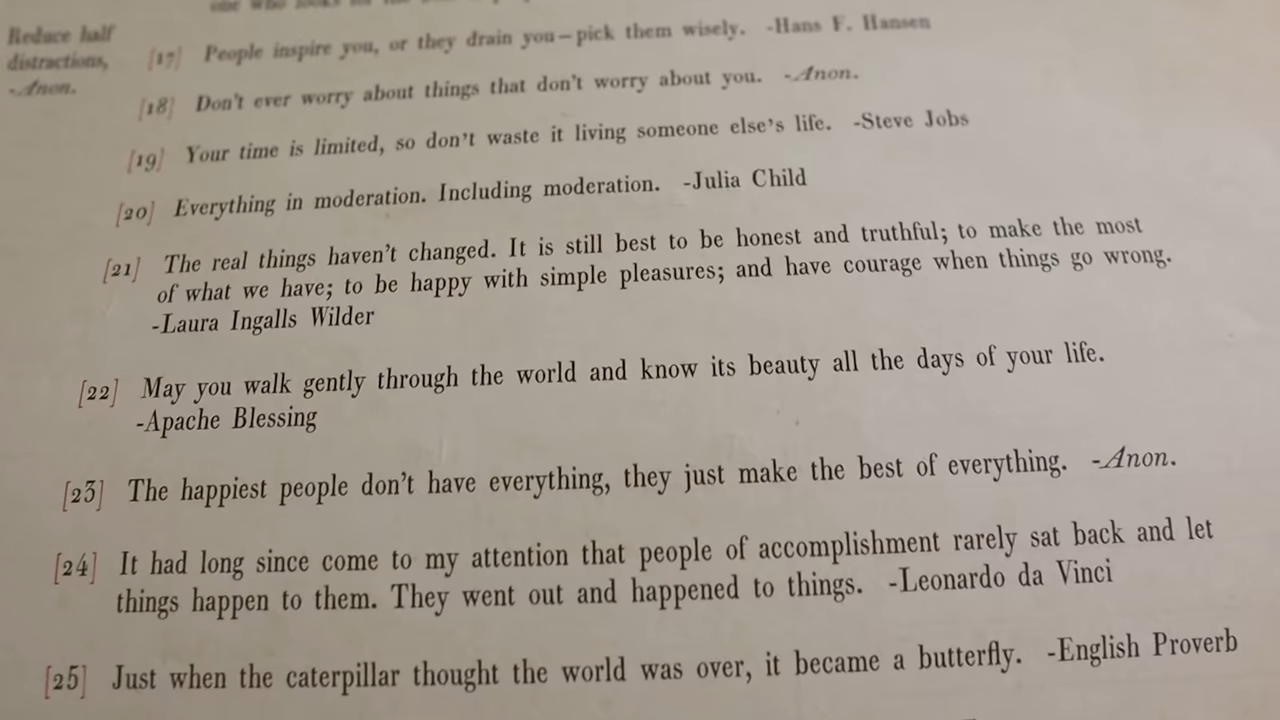 one who looks for the
Reduce half
distractions,
-Anon.
[17] People inspire you, or they drain you—pick them wisely. -Hans F. Hansen
[18] Don't ever worry about things that don't worry about you. -Anon.
[19] Your time is limited, so don't waste it living someone else's life. -Steve Jobs
[20] Everything in moderation. Including moderation. -Julia Child
[21] The real things haven't changed. It is still best to be honest and truthful; to make the most
of what we have; to be happy with simple pleasures; and have courage when things go wrong.
-Laura Ingalls Wilder
[22] May you walk gently through the world and know its beauty all the days of your life.
-Apache Blessing
[23] The happiest people don't have everything, they just make the best of everything. -Anon.
[24] It had long since come to my attention that people of accomplishment rarely sat back and let
things happen to them. They went out and happened to things. -Leonardo da Vinci
[25] Just when the caterpillar thought the world was over, it became a butterfly. -English Proverb